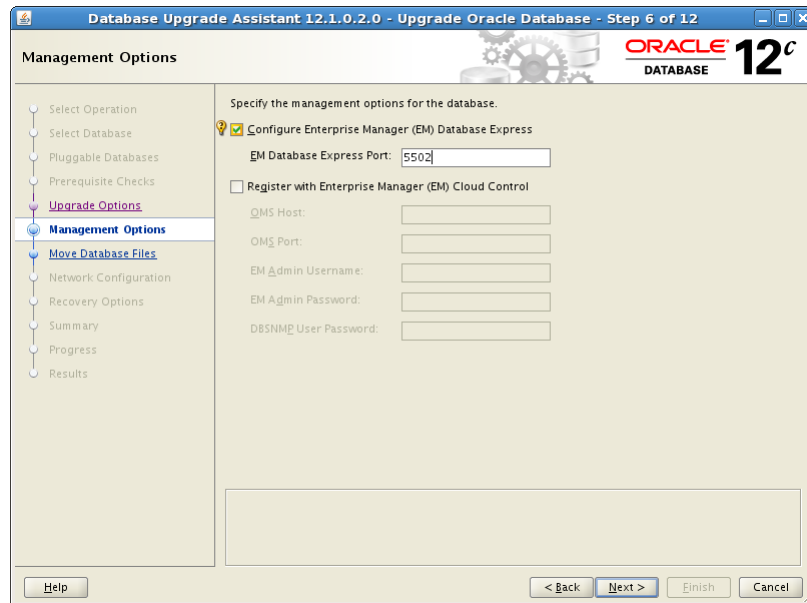 Database Upgrade Assistant 12.1.0.2.0 - Upgrade Oracle Database - Step 6 of 12
Management Options
ORACLE
DATABASE
12c
Select Operation
Select Database
Pluggable Databases
Prerequisite Checks
Upgrade Options
Management Options
Move Database Files
Network Configuration
Recovery Options
Summary
Progress
Results
Specify the management options for the database.
Configure Enterprise Manager (EM) Database Express
EM Database Express Port: 5502
Register with Enterprise Manager (EM) Cloud Control
OMS Host:
OMS Port:
EM Admin Username:
EM Admin Password:
DBSNMP User Password:
Help
< Back
Next >
Finish
Cancel